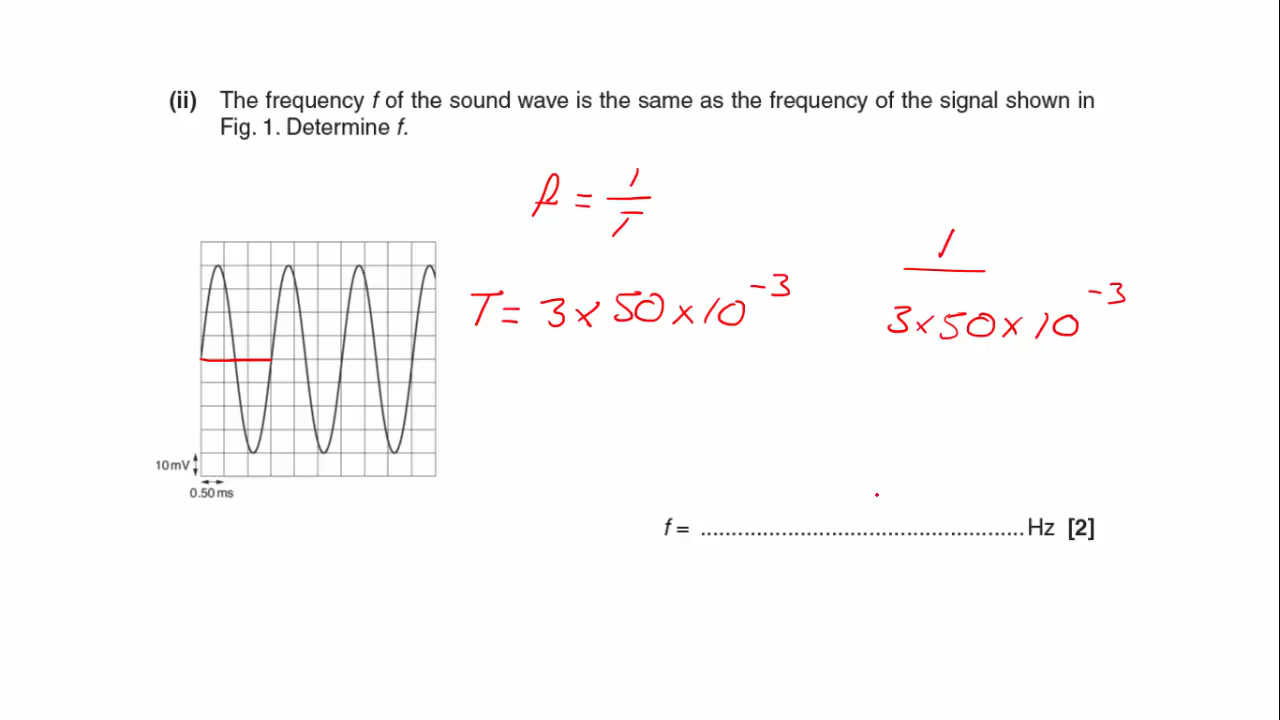 (ii) The frequency f of the sound wave is the same as the frequency of the signal shown in
Fig. 1. Determine f.
f = 1/T
T = 3 × 50 × 10⁻³
1
3 × 50 × 10⁻³
10 mV
0.50 ms
f = ..................................................... Hz [2]